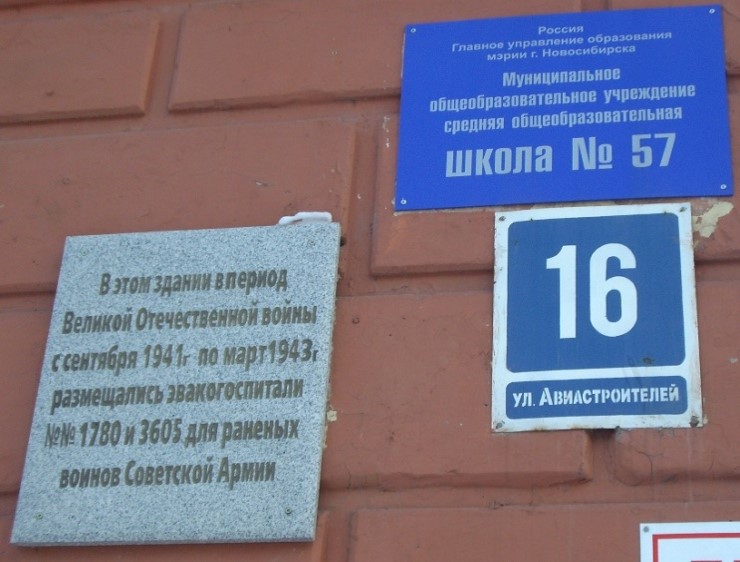 Россия
Главное управление образования
мэрии г. Новосибирска
Муниципальное
общеобразовательное учреждение
средняя общеобразовательная
школа № 57
16
ул. Авиастроителей
В этом здании в период
Великой Отечественной войны
с сентября 1941г по март 1943г
размещались эвакогоспитали
№№ 1780 и 3605 для раненых
воинов Советской Армии